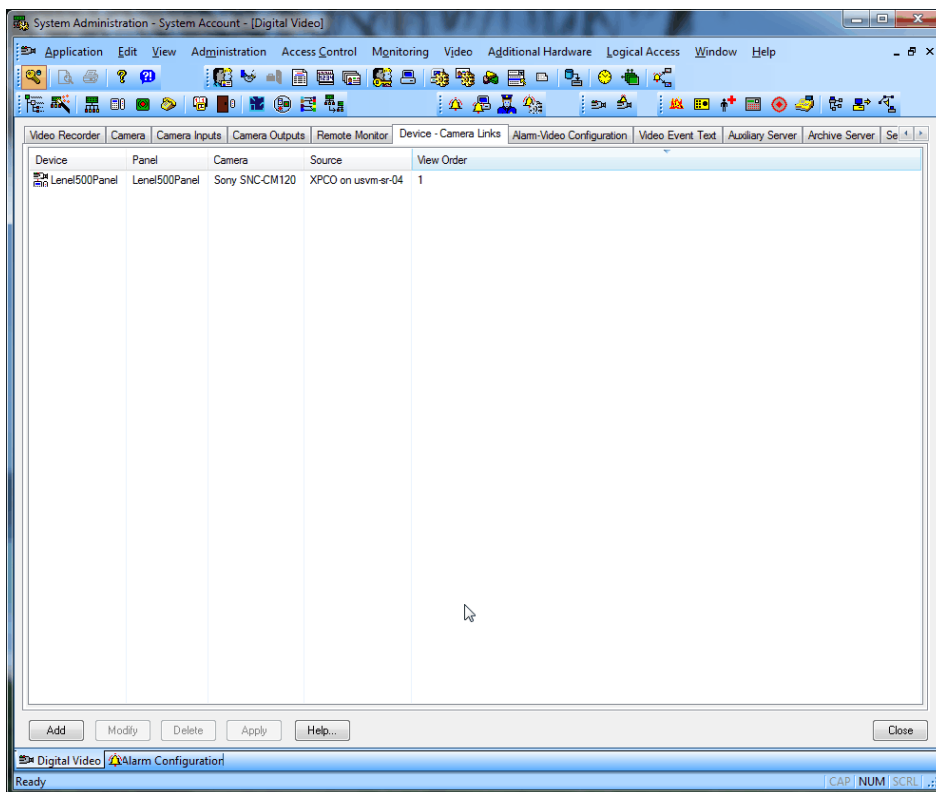 System Administration - System Account - [Digital Video]
Application Edit View Administration Access Control Monitoring Video Additional Hardware Logical Access Window Help
Video Recorder Camera Camera Inputs Camera Outputs Remote Monitor Device - Camera Links Alarm-Video Configuration Video Event Text Auxiliary Server Archive Server Se
Device Panel Camera Source View Order
Lenel500Panel Lenel500Panel Sony SNC-CM120 XPCO on usvm-sr-04 1
Add Modify Delete Apply Help... Close
Digital Video Alarm Configuration
Ready CAP NUM SCRL